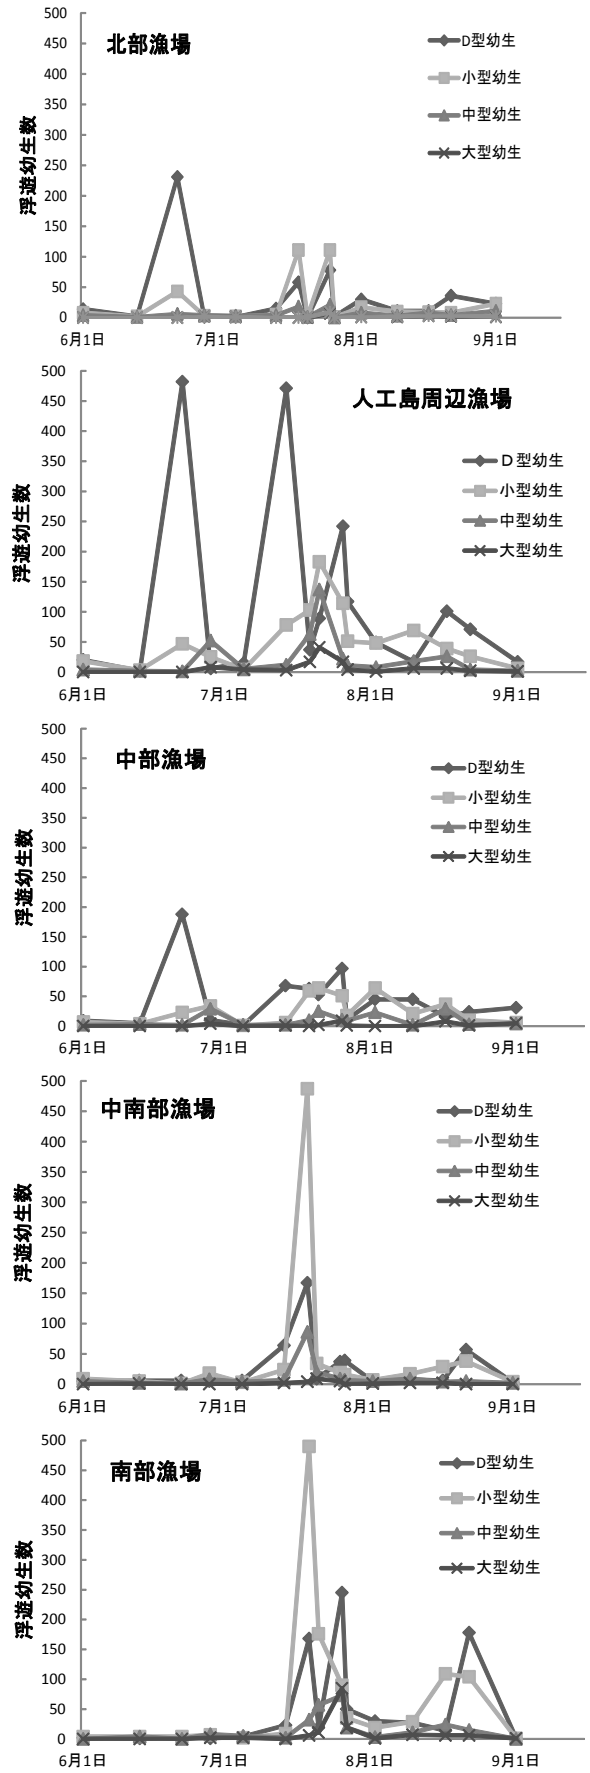 北部漁場
浮遊幼生数
500
450
400
350
300
250
200
150
100
50
0
6月1日 7月1日 8月1日 9月1日
D型幼生
小型幼生
中型幼生
大型幼生
人工島周辺漁場
浮遊幼生数
500
450
400
350
300
250
200
150
100
50
0
6月1日 7月1日 8月1日 9月1日
D型幼生
小型幼生
中型幼生
大型幼生
中部漁場
浮遊幼生数
500
450
400
350
300
250
200
150
100
50
0
6月1日 7月1日 8月1日 9月1日
D型幼生
小型幼生
中型幼生
大型幼生
中南部漁場
浮遊幼生数
500
450
400
350
300
250
200
150
100
50
0
6月1日 7月1日 8月1日 9月1日
D型幼生
小型幼生
中型幼生
大型幼生
南部漁場
浮遊幼生数
500
450
400
350
300
250
200
150
100
50
0
6月1日 7月1日 8月1日 9月1日
D型幼生
小型幼生
中型幼生
大型幼生